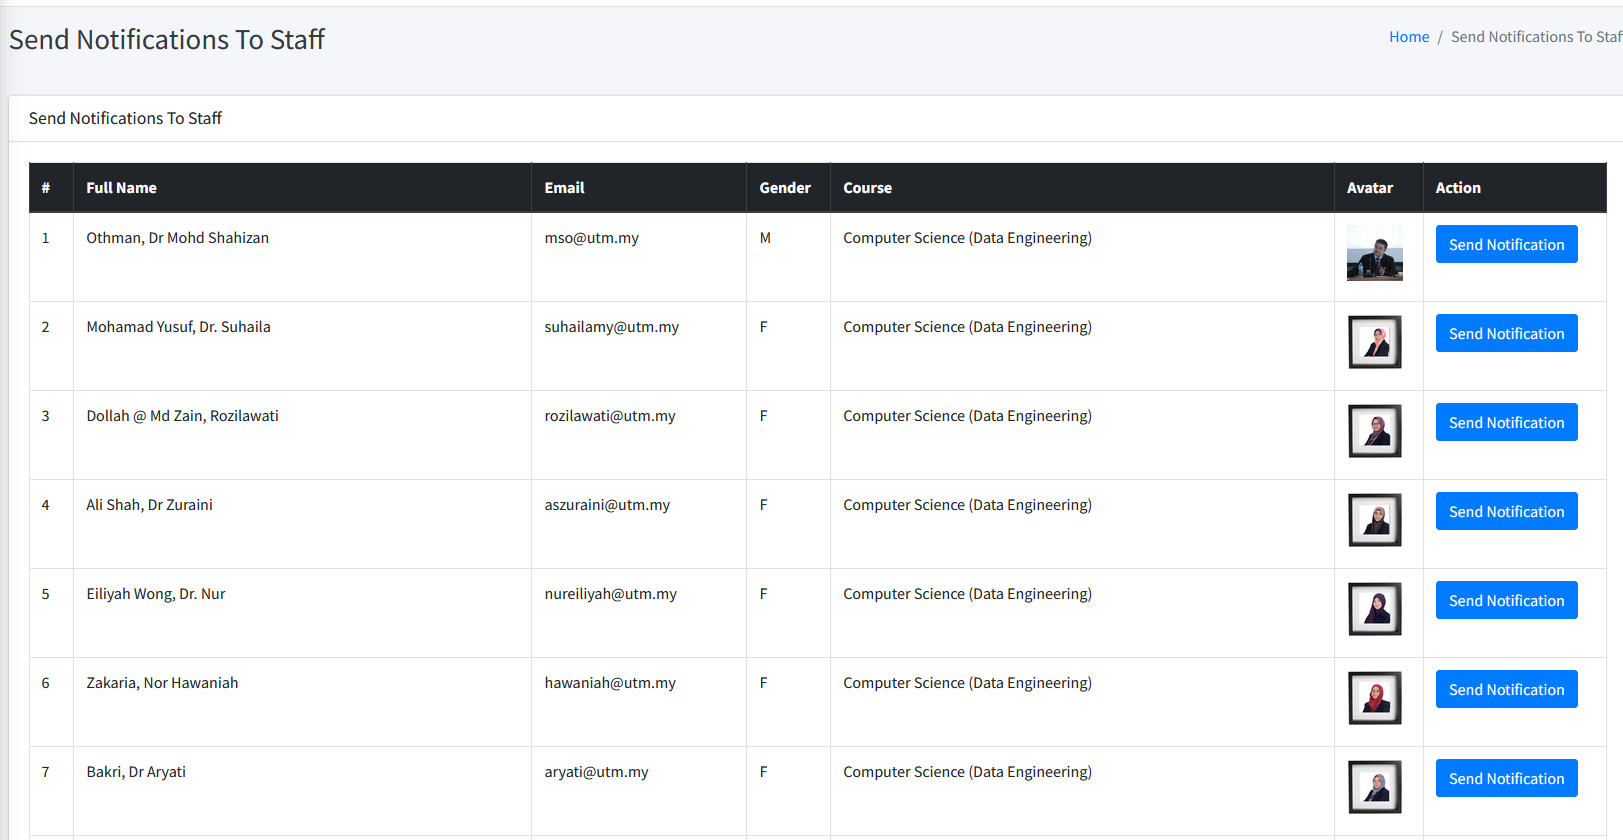 Send Notifications To Staff
Home / Send Notifications To Staf
Send Notifications To Staff
# Full Name Email Gender Course Avatar Action
1 Othman, Dr Mohd Shahizan mso@utm.my M Computer Science (Data Engineering) Send Notification
2 Mohamad Yusuf, Dr. Suhaila suhailamy@utm.my F Computer Science (Data Engineering) Send Notification
3 Dollah @ Md Zain, Rozilawati rozilawati@utm.my F Computer Science (Data Engineering) Send Notification
4 Ali Shah, Dr Zuraini aszuraini@utm.my F Computer Science (Data Engineering) Send Notification
5 Eiliyah Wong, Dr. Nur nureiliyah@utm.my F Computer Science (Data Engineering) Send Notification
6 Zakaria, Nor Hawaniah hawaniah@utm.my F Computer Science (Data Engineering) Send Notification
7 Bakri, Dr Aryati aryati@utm.my F Computer Science (Data Engineering) Send Notification